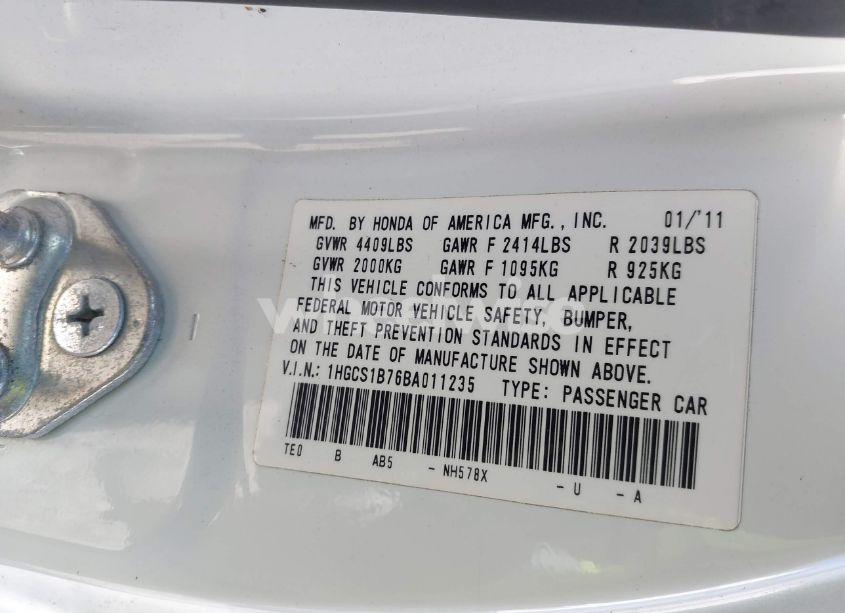 MFD. BY HONDA OF AMERICA MFG., INC. 01/'11
GVWR 4409LBS GAWR F 2414LBS R 2039LBS
GVWR 2000KG GAWR F 1095KG R 925KG
THIS VEHICLE CONFORMS TO ALL APPLICABLE
FEDERAL MOTOR VEHICLE SAFETY, BUMPER,
AND THEFT PREVENTION STANDARDS IN EFFECT
ON THE DATE OF MANUFACTURE SHOWN ABOVE.
V.I.N.: 1HGCS1B76BA011235 TYPE: PASSENGER CAR
TE0 B AB5 - NH578X - U - A